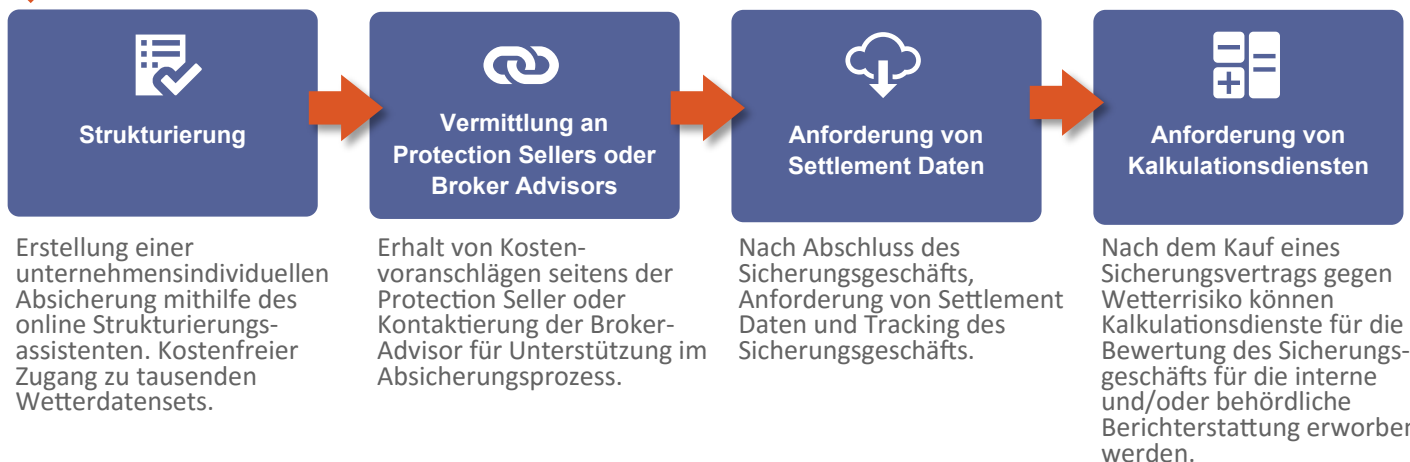 Strukturierung
Erstellung einer
unternehmensindividuellen
Absicherung mithilfe des
online Strukturierungs-
assistenten. Kostenfreier
Zugang zu tausenden
Wetterdatensets.
Vermittlung an
Protection Sellers oder
Broker Advisors
Erhalt von Kosten-
voranschlägen seitens der
Protection Seller oder
Kontaktierung der Broker-
Advisor für Unterstützung im
Absicherungsprozess.
Anforderung von
Settlement Daten
Nach Abschluss des
Sicherungsgeschäfts,
Anforderung von Settlement
Daten und Tracking des
Sicherungsgeschäfts.
Anforderung von
Kalkulationsdiensten
Nach dem Kauf eines
Sicherungsvertrags gegen
Wetterrisiko können
Kalkulationsdienste für die
Bewertung des Sicherungs-
geschäfts für die interne
und/oder behördliche
Berichterstattung erworben
werden.